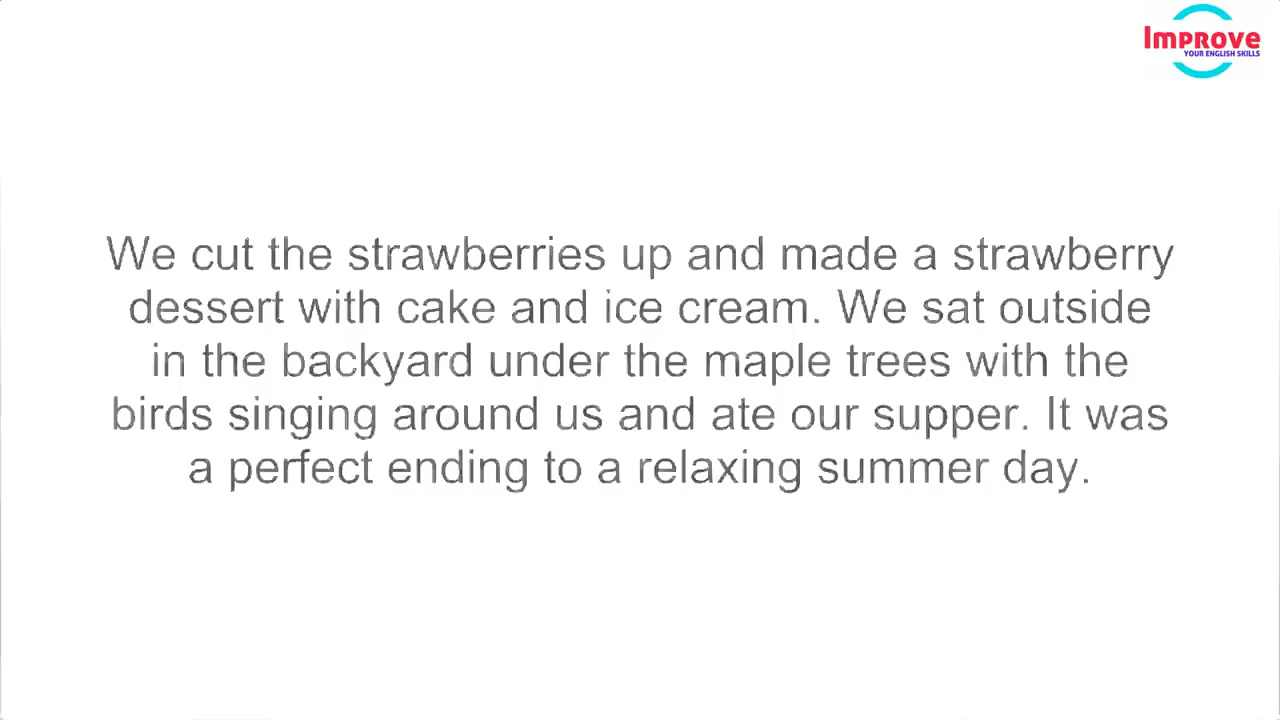 Improve
YOUR ENGLISH SKILLS
We cut the strawberries up and made a strawberry
dessert with cake and ice cream. We sat outside
in the backyard under the maple trees with the
birds singing around us and ate our supper. It was
a perfect ending to a relaxing summer day.